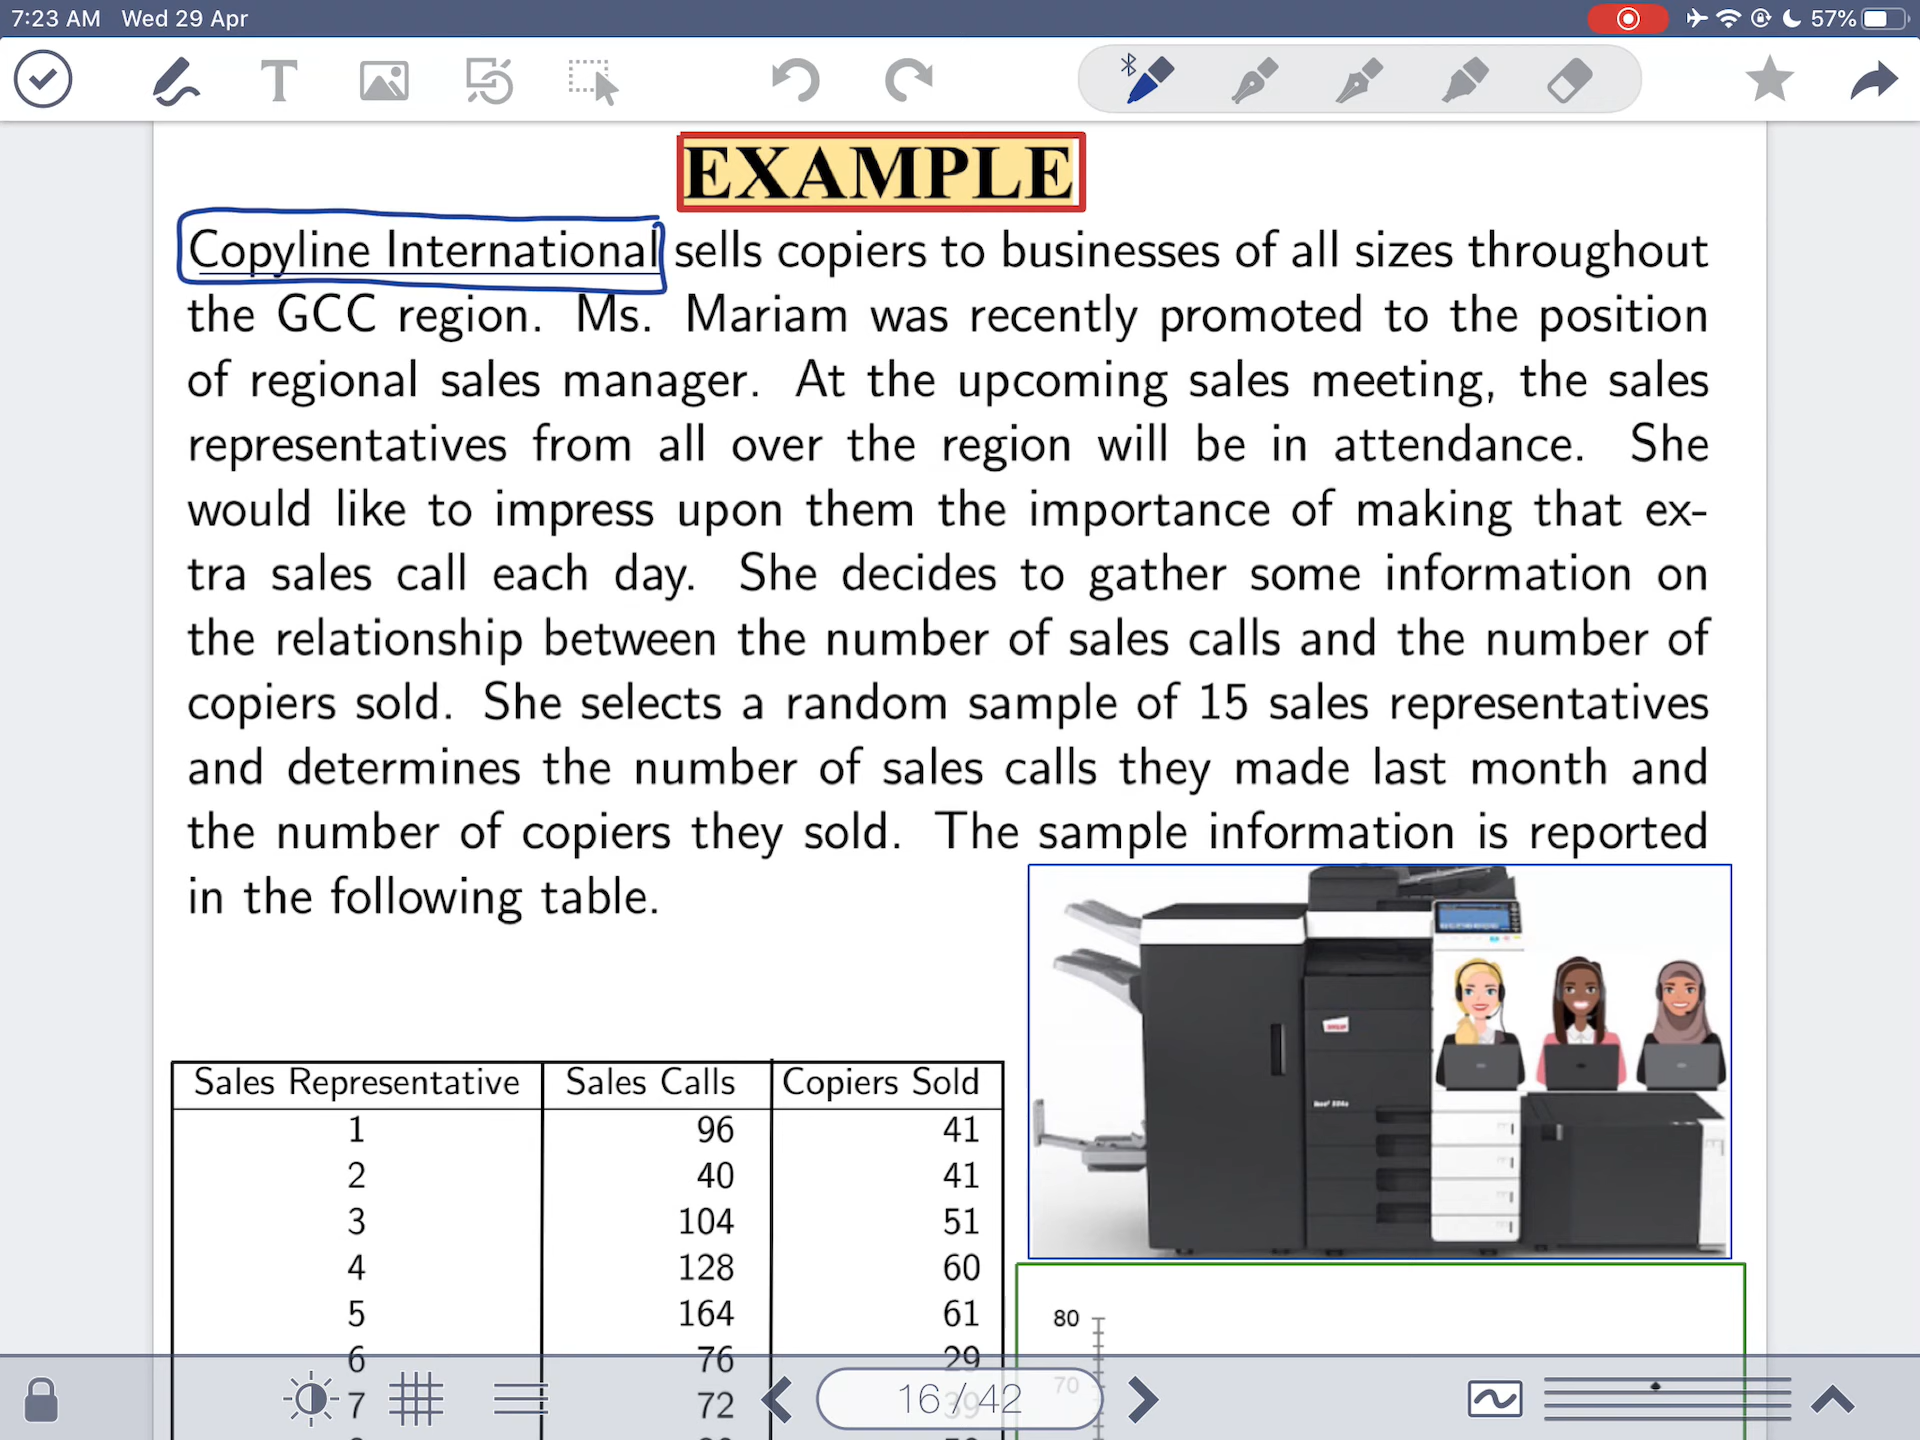 7:23 AM Wed 29 Apr
57%
EXAMPLE
Copyline International sells copiers to businesses of all sizes throughout
the GCC region. Ms. Mariam was recently promoted to the position
of regional sales manager. At the upcoming sales meeting, the sales
representatives from all over the region will be in attendance. She
would like to impress upon them the importance of making that ex-
tra sales call each day. She decides to gather some information on
the relationship between the number of sales calls and the number of
copiers sold. She selects a random sample of 15 sales representatives
and determines the number of sales calls they made last month and
the number of copiers they sold. The sample information is reported
in the following table.
Sales Representative Sales Calls Copiers Sold
1 96 41
2 40 41
3 104 51
4 128 60
5 164 61
6 76 29
7 72 39
80
70
16 / 42